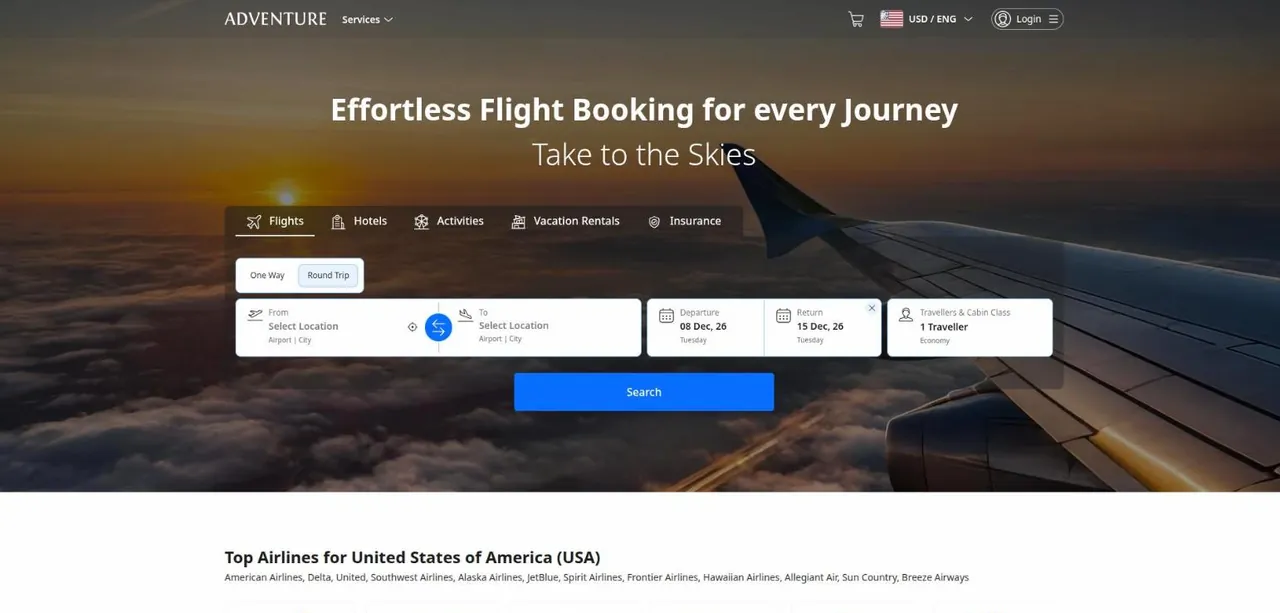 ADVENTURE Services USD / ENG Login
Effortless Flight Booking for every Journey
Take to the Skies
Flights Hotels Activities Vacation Rentals Insurance
One Way Round Trip
From
Select Location
Airport | City
To
Select Location
Airport | City
Departure
08 Dec, 26
Tuesday
Return
15 Dec, 26
Tuesday
Travellers & Cabin Class
1 Traveller
Economy
Search
Top Airlines for United States of America (USA)
American Airlines, Delta, United, Southwest Airlines, Alaska Airlines, JetBlue, Spirit Airlines, Frontier Airlines, Hawaiian Airlines, Allegiant Air, Sun Country, Breeze Airways